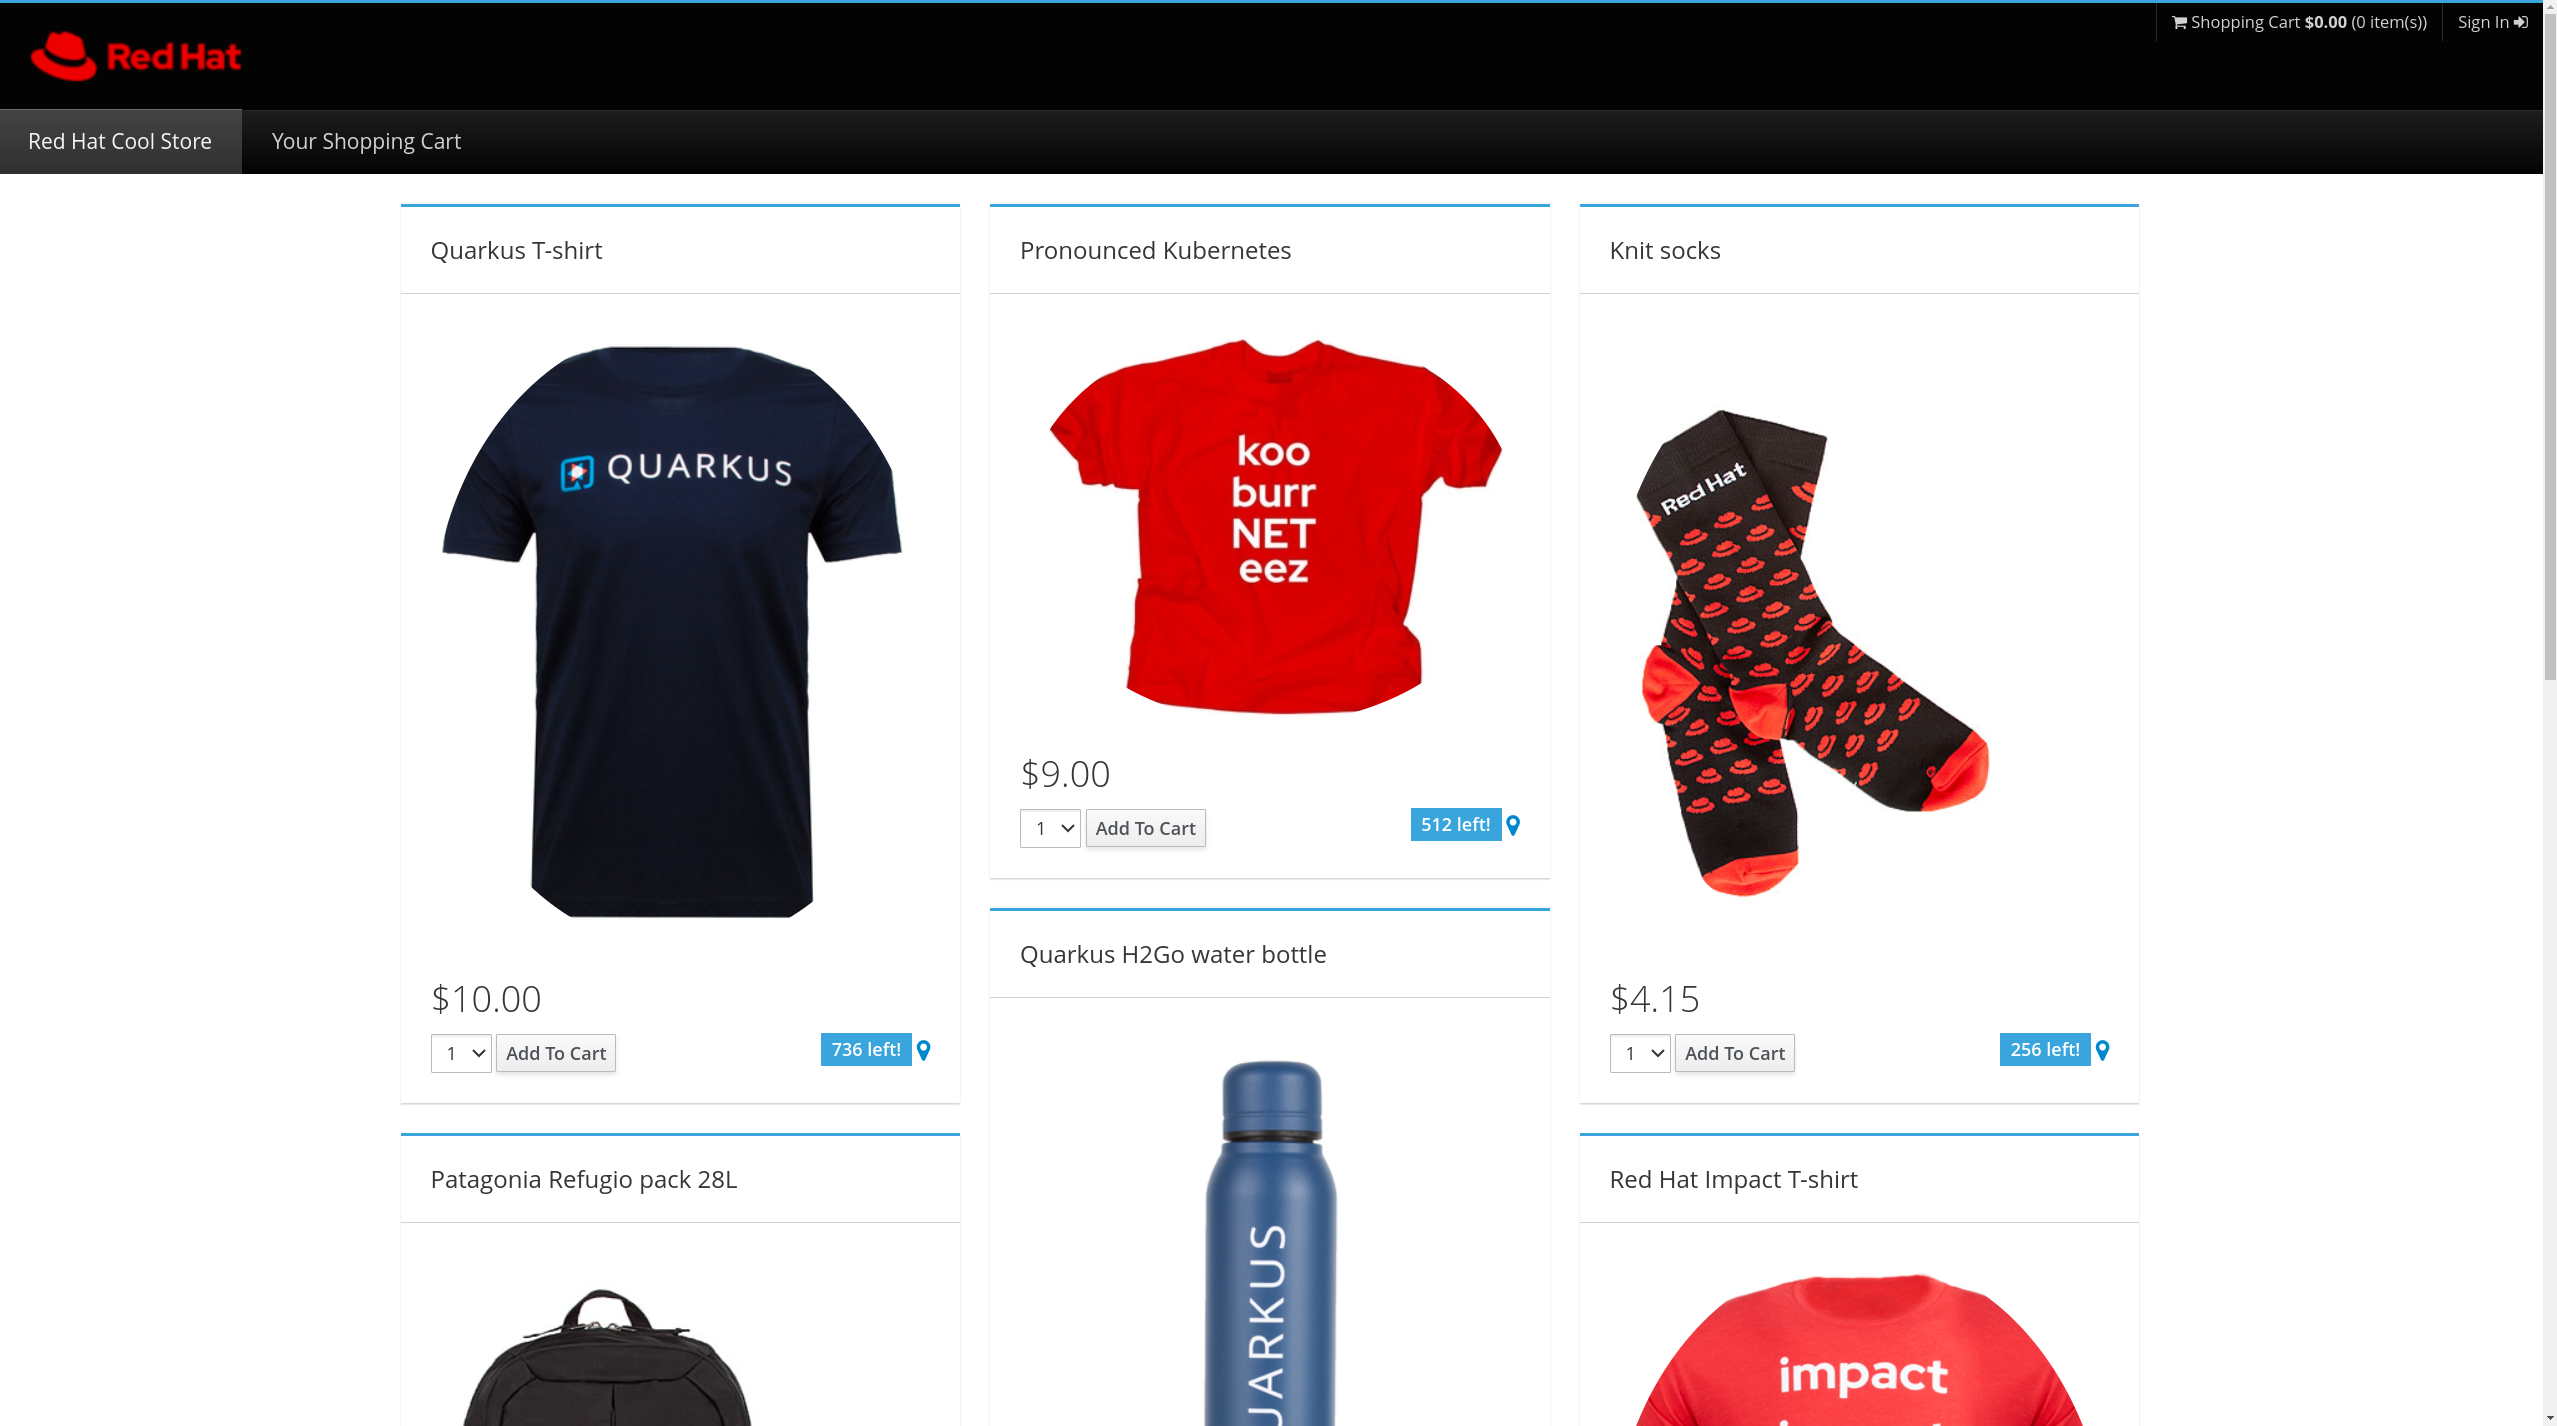 Shopping Cart $0.00 (0 item(s))
Sign In
Red Hat
Red Hat Cool Store
Your Shopping Cart
Quarkus T-shirt
QUARKUS
$10.00
1
Add To Cart
736 left!
Pronounced Kubernetes
koo
burr
NET
eez
$9.00
1
Add To Cart
512 left!
Knit socks
Red Hat
$4.15
1
Add To Cart
256 left!
Patagonia Refugio pack 28L
Quarkus H2Go water bottle
UARKUS
Red Hat Impact T-shirt
impact